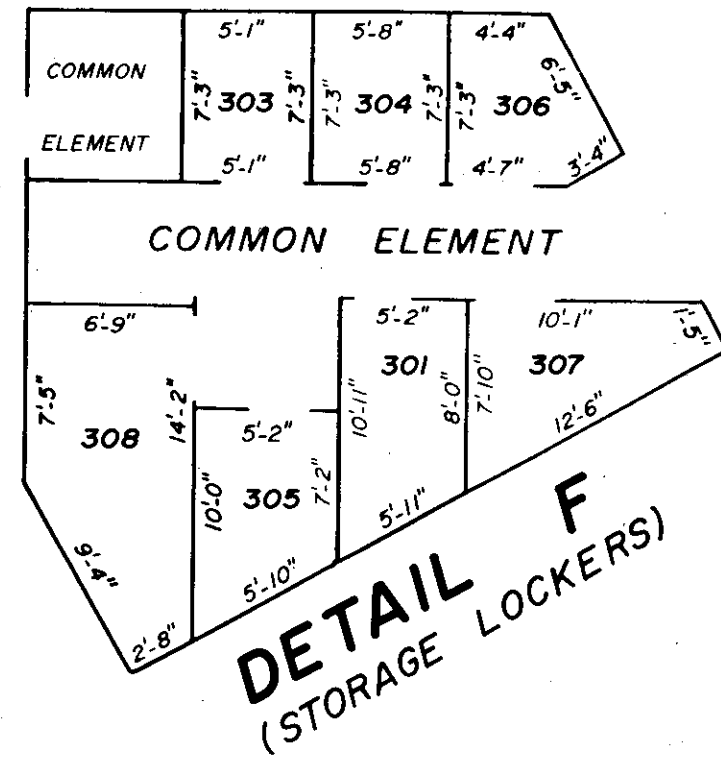 5'-1" 5'-8" 4'-4"
COMMON
ELEMENT
7'-3" 303 7'-3" 7'-3" 304 7'-3" 7'-3" 306 6'-5"
5'-1" 5'-8" 4'-7" 3'-4"
COMMON ELEMENT
6'-9" 5'-2" 10'-1" 1'-5"
7'-5" 308 14'-2" 10'-11" 301 8'-0" 7'-10" 307
5'-2" 12'-6"
10'-0" 305 7'-2"
9'-4" 5'-10" 5'-11"
2'-8"
DETAIL F
(STORAGE LOCKERS)